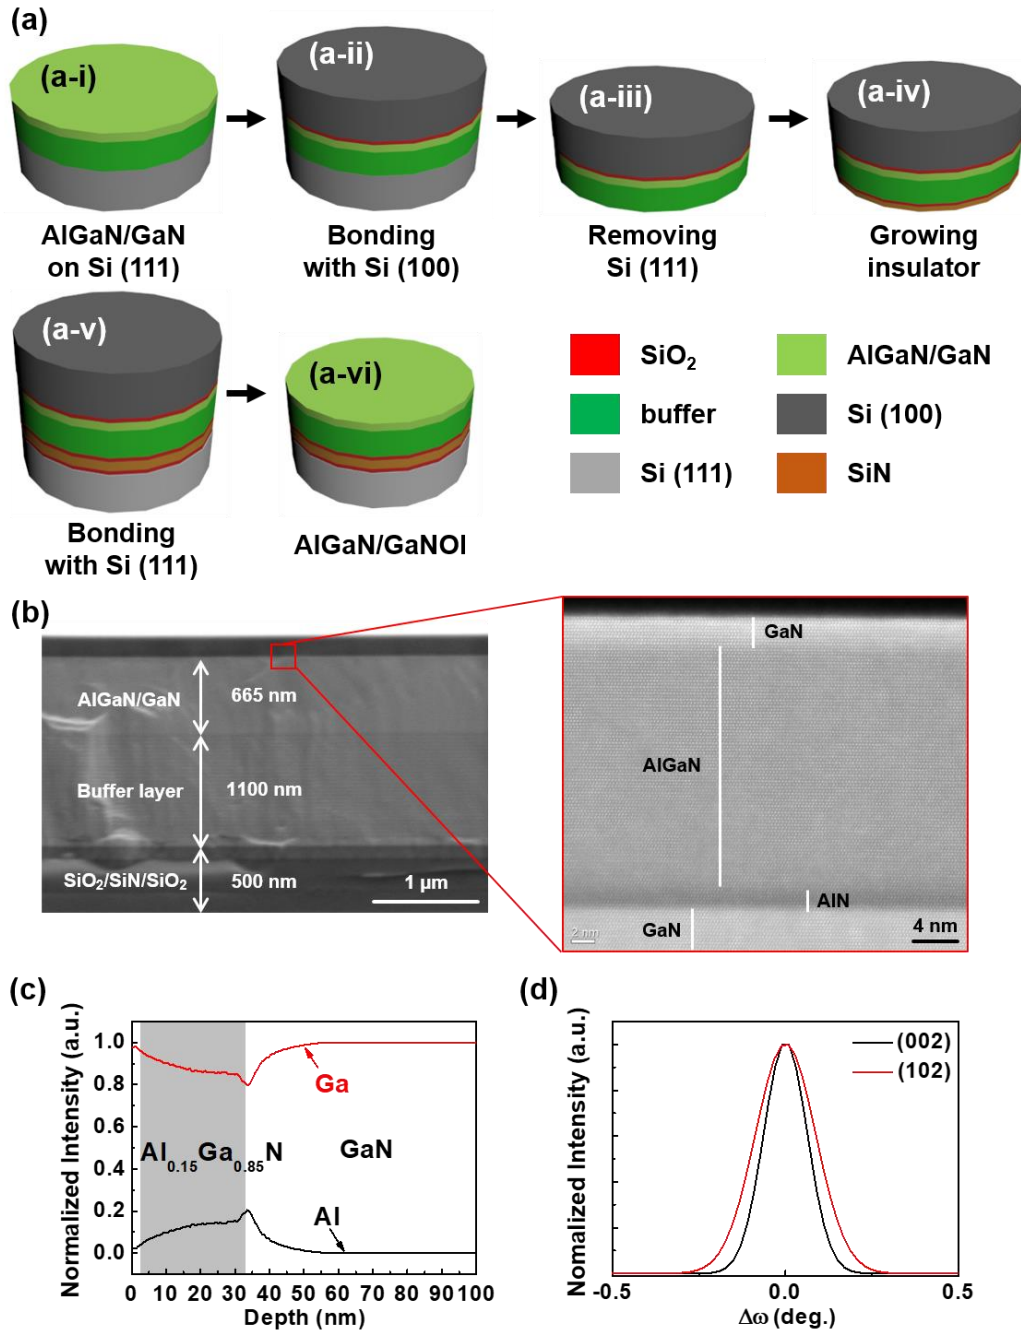 (a)
(a-i)
(a-ii)
(a-iii)
(a-iv)
AlGaN/GaN
on Si (111)
Bonding
with Si (100)
Removing
Si (111)
Growing
insulator
(a-v)
(a-vi)
Bonding
with Si (111)
AlGaN/GaNOI
SiO₂
AlGaN/GaN
buffer
Si (100)
Si (111)
SiN
(b)
AlGaN/GaN
665 nm
Buffer layer
1100 nm
SiO₂/SiN/SiO₂
500 nm
1 μm
GaN
AlGaN
AlN
GaN
2 nm
4 nm
(c)
Normalized Intensity (a.u.)
1.0
0.8
0.6
0.4
0.2
0.0
Ga
Al₀.₁₅Ga₀.₈₅N
GaN
Al
0 10 20 30 40 50 60 70 80 90 100
Depth (nm)
(d)
Nomalized Intensity (a.u.)
(002)
(102)
-0.5
0.0
0.5
Δω (deg.)